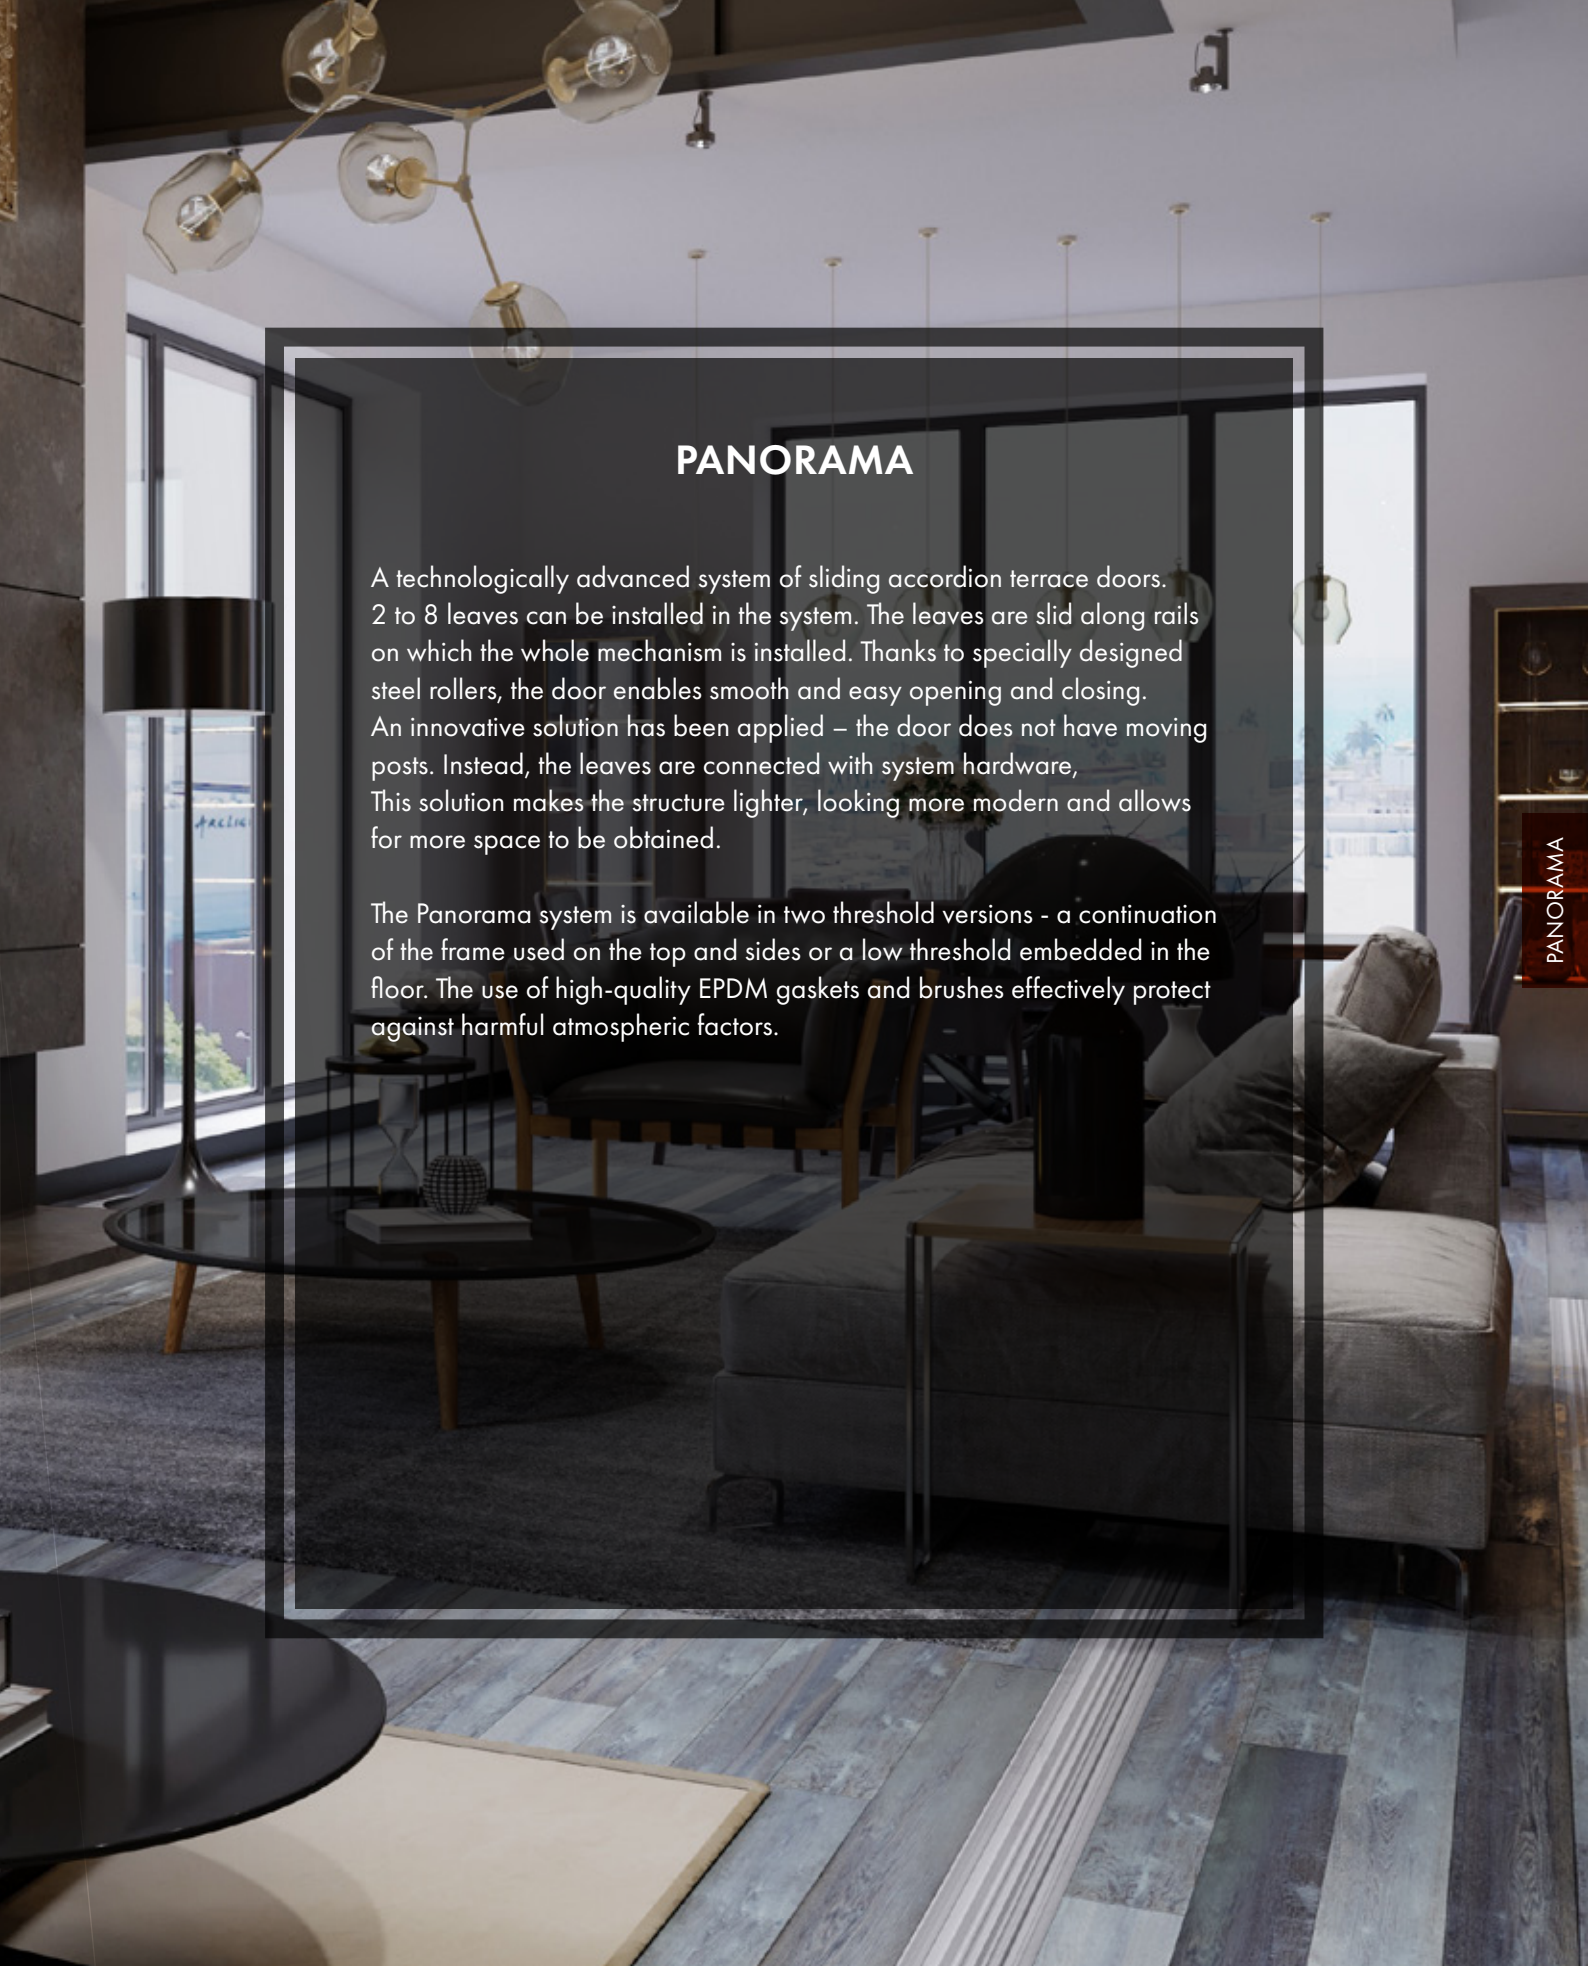 PANORAMA
A technologically advanced system of sliding accordion terrace doors.
2 to 8 leaves can be installed in the system. The leaves are slid along rails
on which the whole mechanism is installed. Thanks to specially designed
steel rollers, the door enables smooth and easy opening and closing.
An innovative solution has been applied – the door does not have moving
posts. Instead, the leaves are connected with system hardware,
This solution makes the structure lighter, looking more modern and allows
for more space to be obtained.
The Panorama system is available in two threshold versions - a continuation
of the frame used on the top and sides or a low threshold embedded in the
floor. The use of high-quality EPDM gaskets and brushes effectively protect
against harmful atmospheric factors.
PANORAMA